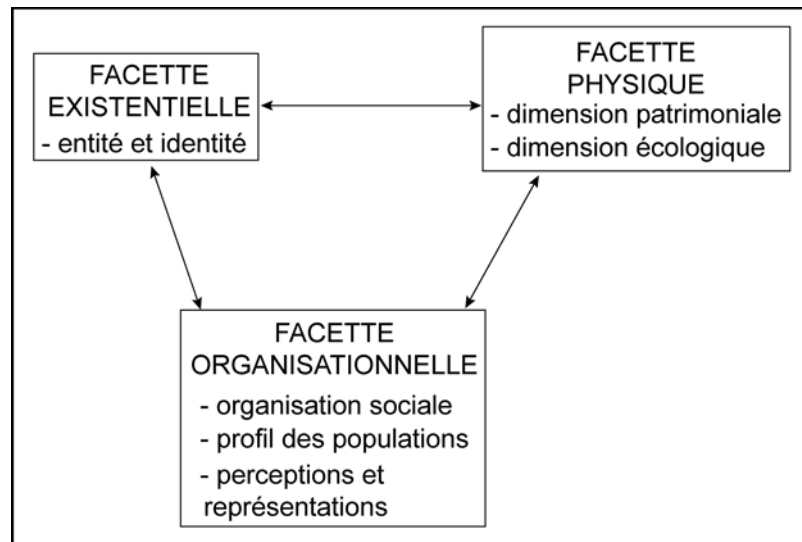 FACETTE
EXISTENTIELLE
- entité et identité
FACETTE
PHYSIQUE
- dimension patrimoniale
- dimension écologique
FACETTE
ORGANISATIONNELLE
- organisation sociale
- profil des populations
- perceptions et
représentations